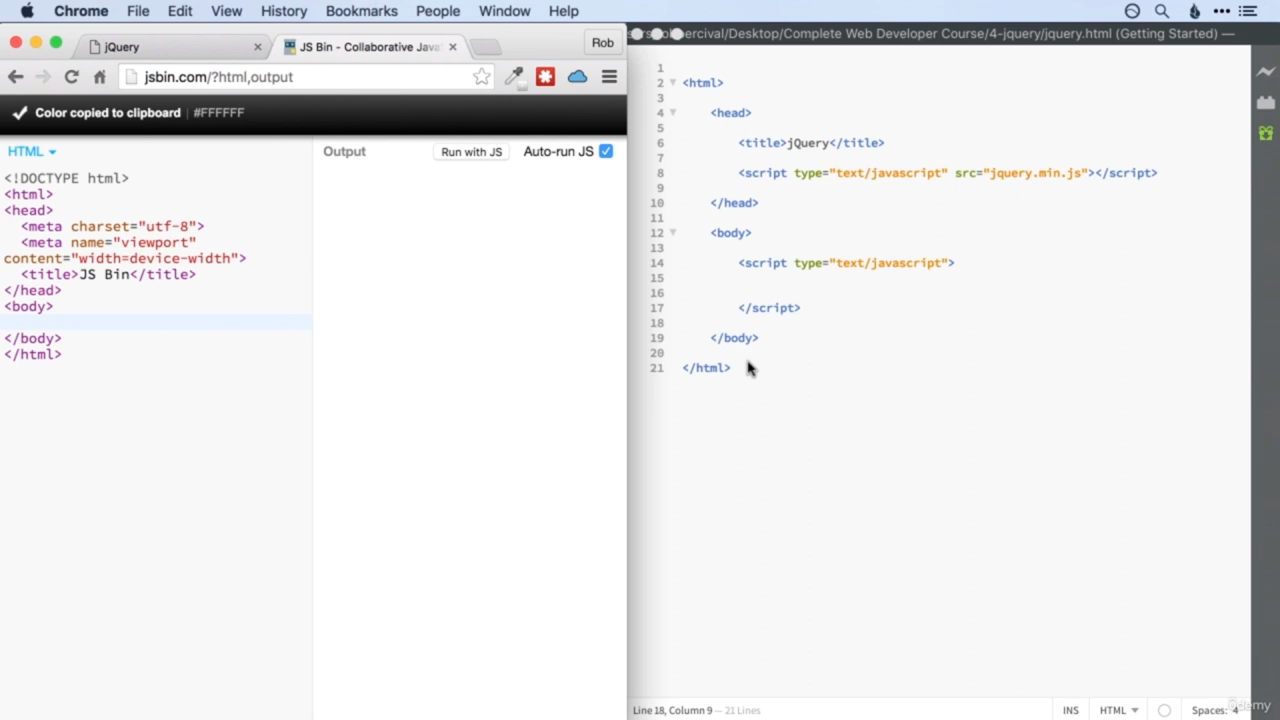 Chrome File Edit View History Bookmarks People Window Help
jQuery
JS Bin - Collaborative Java
Rob
jsbin.com/?html,output
Color copied to clipboard | #FFFFFF
HTML
Output
Run with JS
Auto-run JS
<!DOCTYPE html>
<html>
<head>
<meta charset="utf-8">
<meta name="viewport"
content="width=device-width">
<title>JS Bin</title>
</head>
<body>
</body>
</html>
percival/Desktop/Complete Web Developer Course/4-jquery/jquery.html (Getting Started) —
1
2 <html>
3
4 <head>
5
6 <title>jQuery</title>
7
8 <script type="text/javascript" src="jquery.min.js"></script>
9
10 </head>
11
12 <body>
13
14 <script type="text/javascript">
15
16
17 </script>
18
19 </body>
20
21 </html>
Line 18, Column 9 — 21 Lines
INS
HTML
Spaces: 4
ûdemy